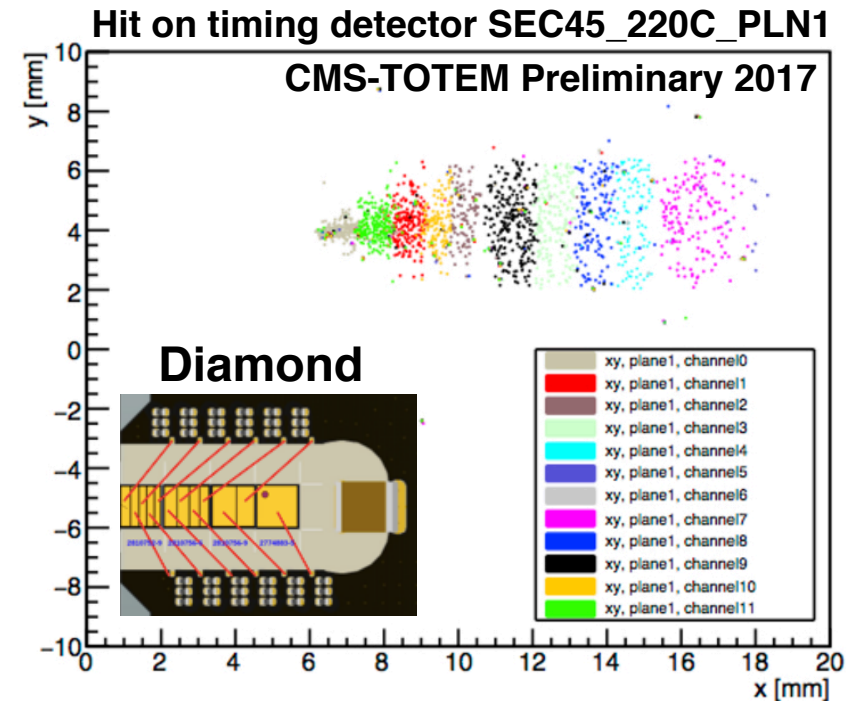 Hit on timing detector SEC45_220C_PLN1
CMS-TOTEM Preliminary 2017
y [mm]
10
8
6
4
2
0
−2
−4
−6
−8
−10
Diamond
xy, plane1, channel0
xy, plane1, channel1
xy, plane1, channel2
xy, plane1, channel3
xy, plane1, channel4
xy, plane1, channel5
xy, plane1, channel6
xy, plane1, channel7
xy, plane1, channel8
xy, plane1, channel9
xy, plane1, channel10
xy, plane1, channel11
0 2 4 6 8 10 12 14 16 18 20
x [mm]